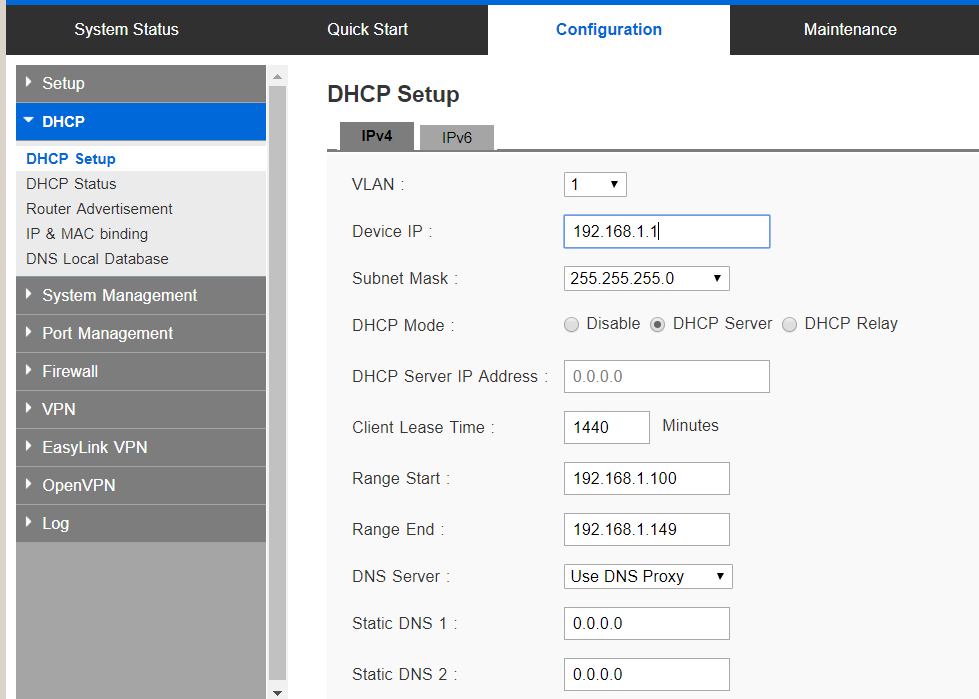 System Status Quick Start Configuration Maintenance
Setup
DHCP
DHCP Setup
DHCP Status
Router Advertisement
IP & MAC binding
DNS Local Database
System Management
Port Management
Firewall
VPN
EasyLink VPN
OpenVPN
Log
DHCP Setup
IPv4 IPv6
VLAN : 1
Device IP : 192.168.1.1
Subnet Mask : 255.255.255.0
DHCP Mode : Disable DHCP Server DHCP Relay
DHCP Server IP Address : 0.0.0.0
Client Lease Time : 1440 Minutes
Range Start : 192.168.1.100
Range End : 192.168.1.149
DNS Server : Use DNS Proxy
Static DNS 1 : 0.0.0.0
Static DNS 2 : 0.0.0.0